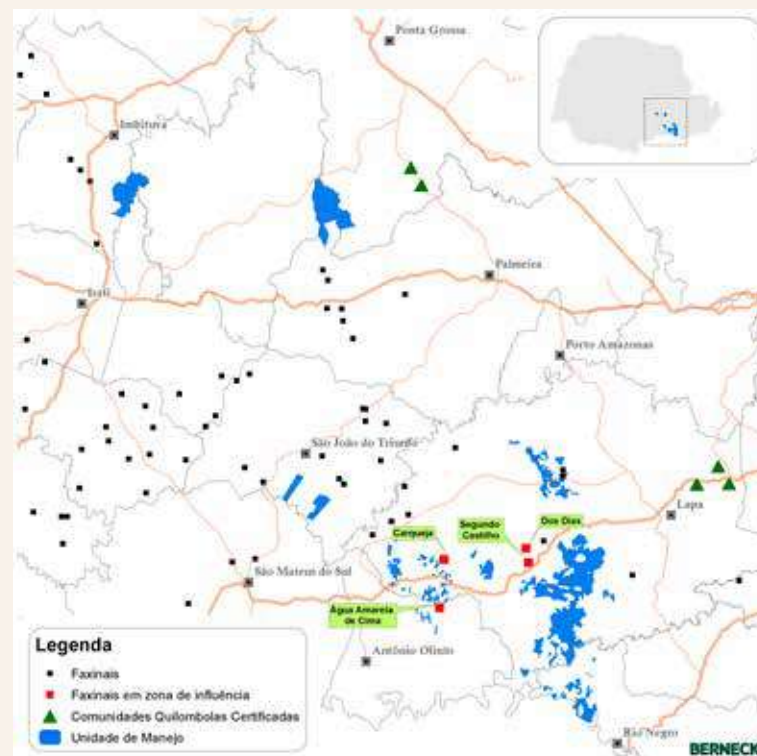 Ponta Grossa
Imbituva
Palmeira
Irati
Porto Amazonas
São João do Triunfo
Lapa
Segundo
Castilho
Dos Dias
Carqueja
São Mateus do Sul
Água Amarela
de Cima
Antônio Olinto
Rio Negro
Legenda
Faxinais
Faxinais em zona de influência
Comunidades Quilombolas Certificadas
Unidade de Manejo
BERNECK